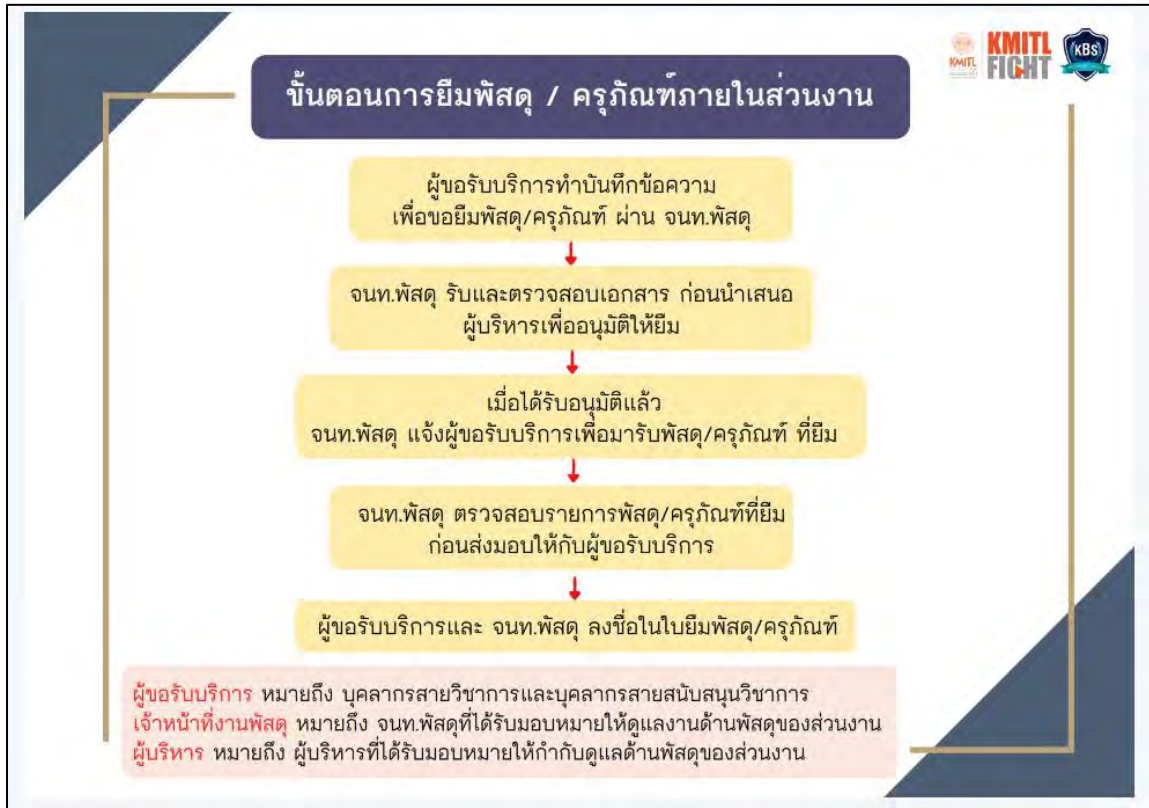 KMITL
KMITL
FIGHT
KBS
ขั้นตอนการยืมพัสดุ / ครุภัณฑ์ภายในส่วนงาน
ผู้ขอรับบริการทำบันทึกข้อความ
เพื่อขอยืมพัสดุ/ครุภัณฑ์ ผ่าน จนท.พัสดุ
จนท.พัสดุ รับและตรวจสอบเอกสาร ก่อนนำเสนอ
ผู้บริหารเพื่ออนุมัติให้ยืม
เมื่อได้รับอนุมัติแล้ว
จนท.พัสดุ แจ้งผู้ขอรับบริการเพื่อมารับพัสดุ/ครุภัณฑ์ ที่ยืม
จนท.พัสดุ ตรวจสอบรายการพัสดุ/ครุภัณฑ์ที่ยืม
ก่อนส่งมอบให้กับผู้ขอรับบริการ
ผู้ขอรับบริการและ จนท.พัสดุ ลงชื่อในใบยืมพัสดุ/ครุภัณฑ์
ผู้ขอรับบริการ หมายถึง บุคลากรสายวิชาการและบุคลากรสายสนับสนุนวิชาการ
เจ้าหน้าที่งานพัสดุ หมายถึง จนท.พัสดุที่ได้รับมอบหมายให้ดูแลงานด้านพัสดุของส่วนงาน
ผู้บริหาร หมายถึง ผู้บริหารที่ได้รับมอบหมายให้กำกับดูแลด้านพัสดุของส่วนงาน